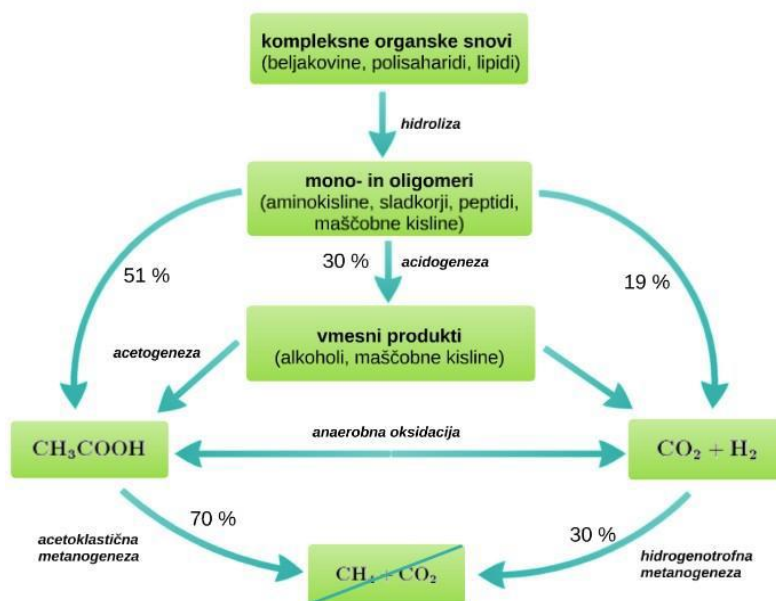 kompleksne organske snovi
(beljakovine, polisaharidi, lipidi)
hidroliza
mono- in oligomeri
(aminokisline, sladkorji, peptidi,
maščobne kisline)
51 %
30 %
acidogeneza
19 %
vmesni produkti
(alkoholi, maščobne kisline)
acetogeneza
CH₃COOH
anaerobna oksidacija
CO₂ + H₂
acetoklastična
metanogeneza
70 %
30 %
hidrogenotrofna
metanogeneza
CH₄ + CO₂